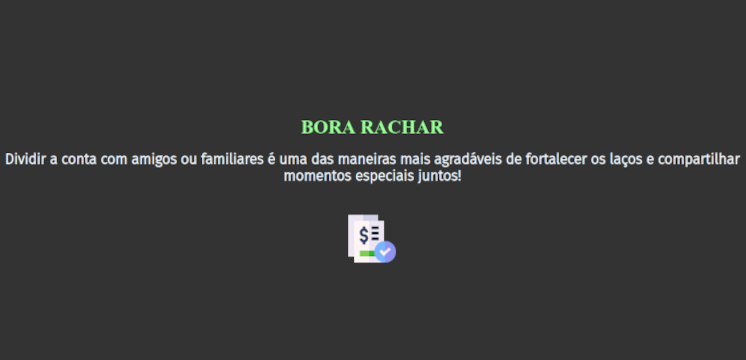 BORA RACHAR
Dividir a conta com amigos ou familiares é uma das maneiras mais agradáveis de fortalecer os laços e compartilhar
momentos especiais juntos!
$